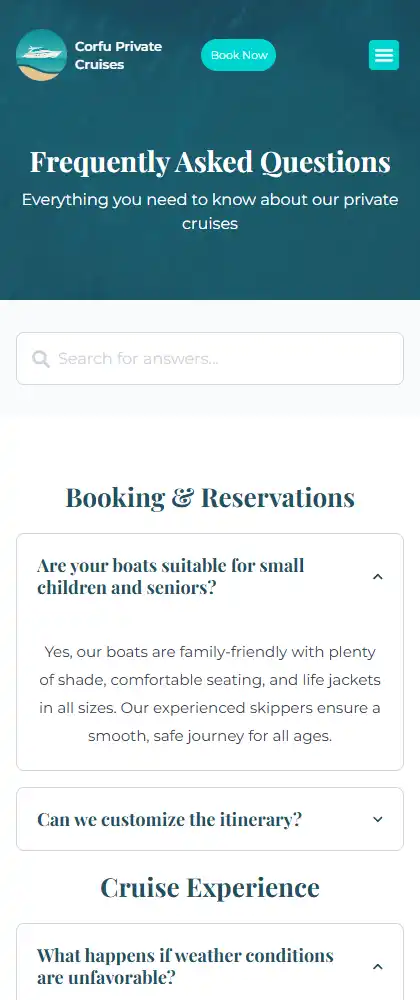 Corfu Private
Cruises
Book Now
Frequently Asked Questions
Everything you need to know about our private
cruises
Search for answers...
Booking & Reservations
Are your boats suitable for small
children and seniors?
Yes, our boats are family-friendly with plenty
of shade, comfortable seating, and life jackets
in all sizes. Our experienced skippers ensure a
smooth, safe journey for all ages.
Can we customize the itinerary?
Cruise Experience
What happens if weather conditions
are unfavorable?